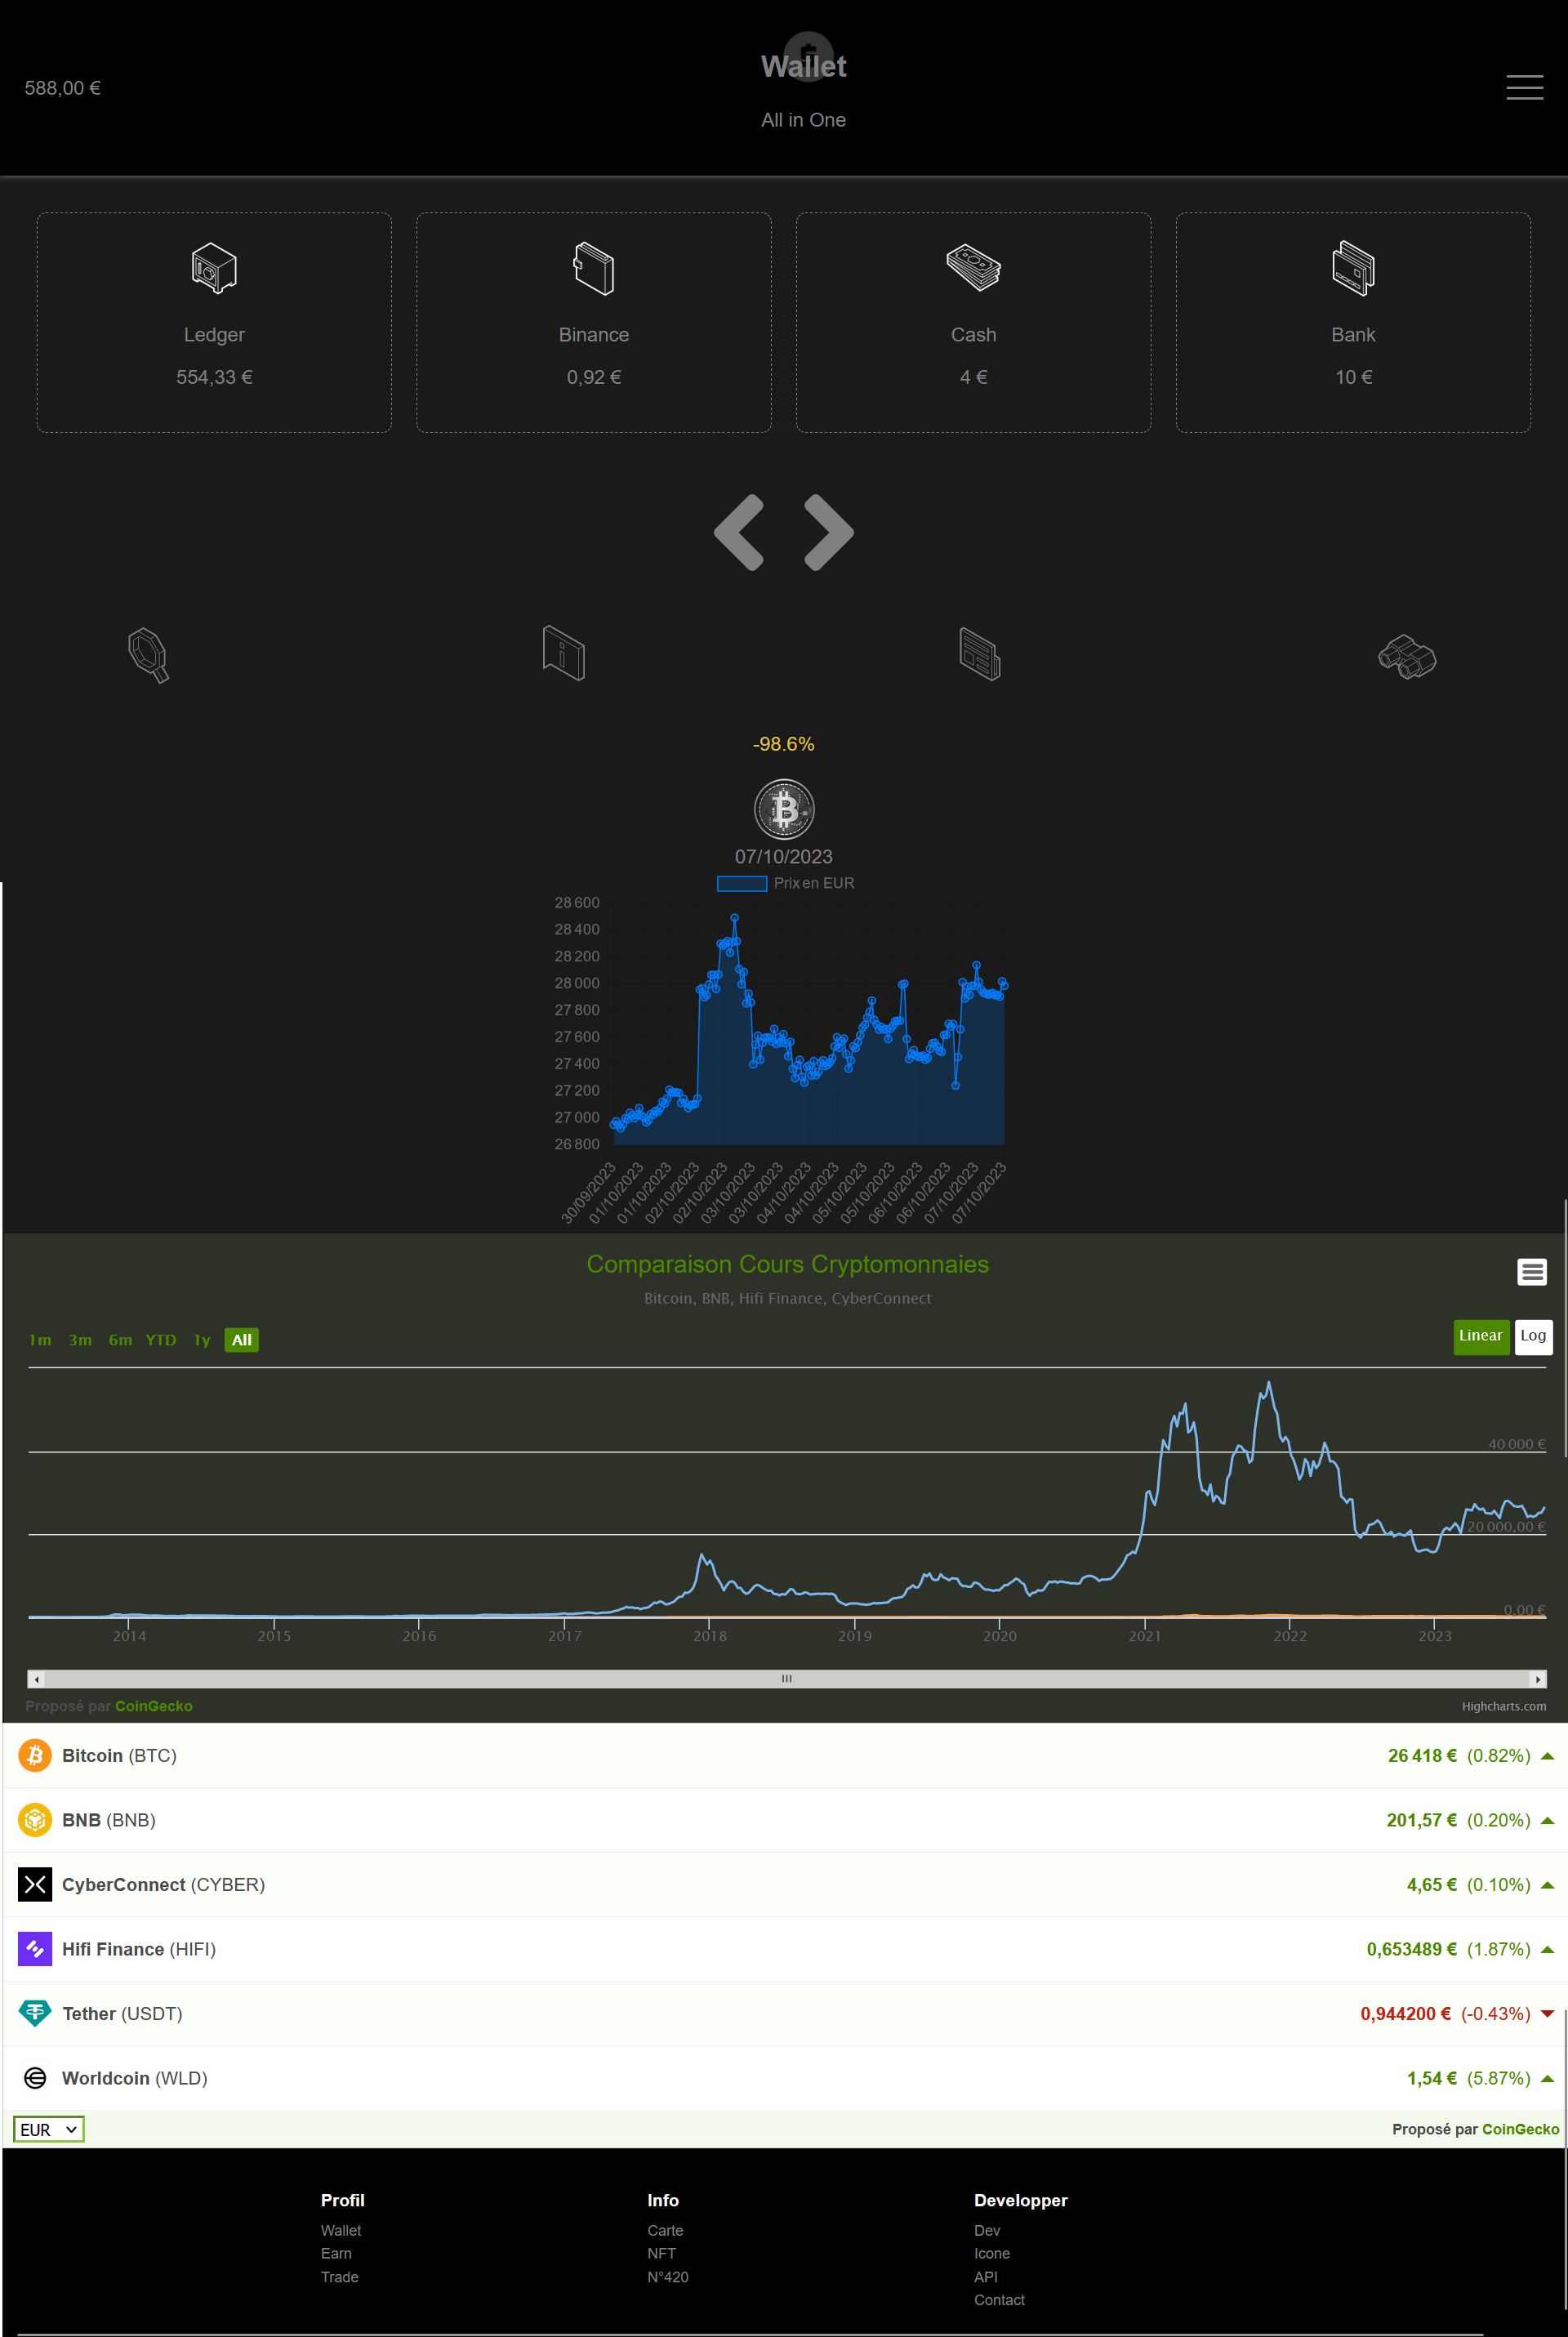 588,00 €
Wallet
All in One
Ledger
554,33 €
Binance
0,92 €
Cash
4 €
Bank
10 €
-98.6%
07/10/2023
Prix en EUR
28 600
28 400
28 200
28 000
27 800
27 600
27 400
27 200
27 000
26 800
30/09/2023
01/10/2023
01/10/2023
02/10/2023
02/10/2023
03/10/2023
03/10/2023
04/10/2023
04/10/2023
05/10/2023
05/10/2023
06/10/2023
06/10/2023
07/10/2023
07/10/2023
Comparaison Cours Cryptomonnaies
Bitcoin, BNB, Hifi Finance, CyberConnect
1m 3m 6m YTD 1y All
Linear Log
40 000 €
20 000,00 €
0,00 €
2014 2015 2016 2017 2018 2019 2020 2021 2022 2023
Proposé par CoinGecko
Highcharts.com
Bitcoin (BTC) 26 418 € (0.82%)
BNB (BNB) 201,57 € (0.20%)
CyberConnect (CYBER) 4,65 € (0.10%)
Hifi Finance (HIFI) 0,653489 € (1.87%)
Tether (USDT) 0,944200 € (-0.43%)
Worldcoin (WLD) 1,54 € (5.87%)
EUR
Proposé par CoinGecko
Profil
Wallet
Earn
Trade
Info
Carte
NFT
N°420
Developper
Dev
Icone
API
Contact